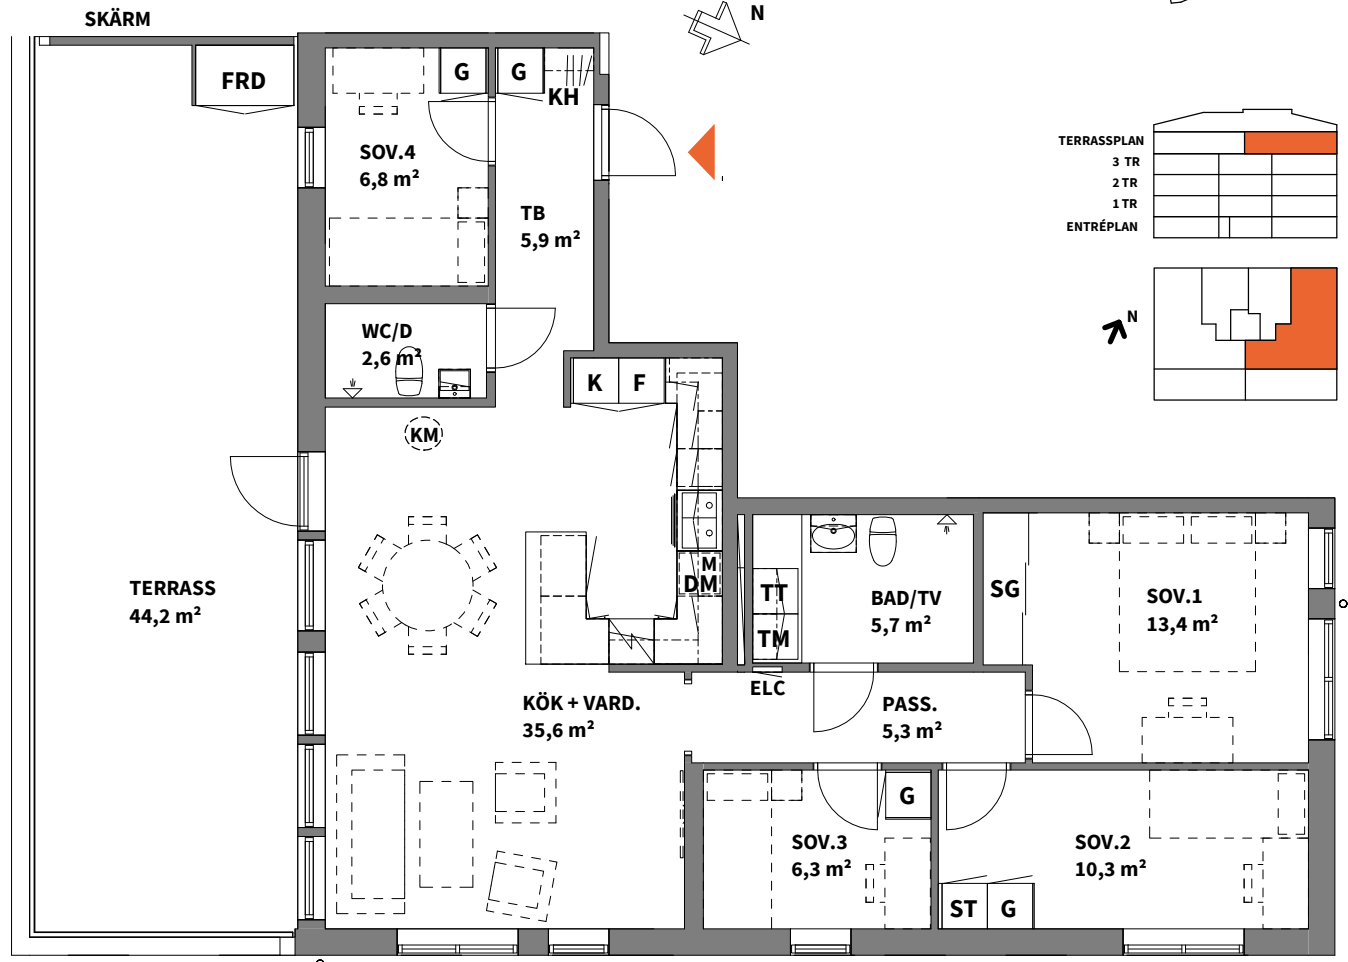 SKÄRM
N
FRD
G
G
KH
SOV.4
6,8 m²
TB
5,9 m²
TERRASSPLAN
3 TR
2 TR
1 TR
ENTRÉPLAN
N
WC/D
2,6 m²
K
F
KM
M
DM
TERRASS
44,2 m²
TT
TM
BAD/TV
5,7 m²
SG
SOV.1
13,4 m²
ELC
KÖK + VARD.
35,6 m²
PASS.
5,3 m²
G
SOV.3
6,3 m²
SOV.2
10,3 m²
ST
G